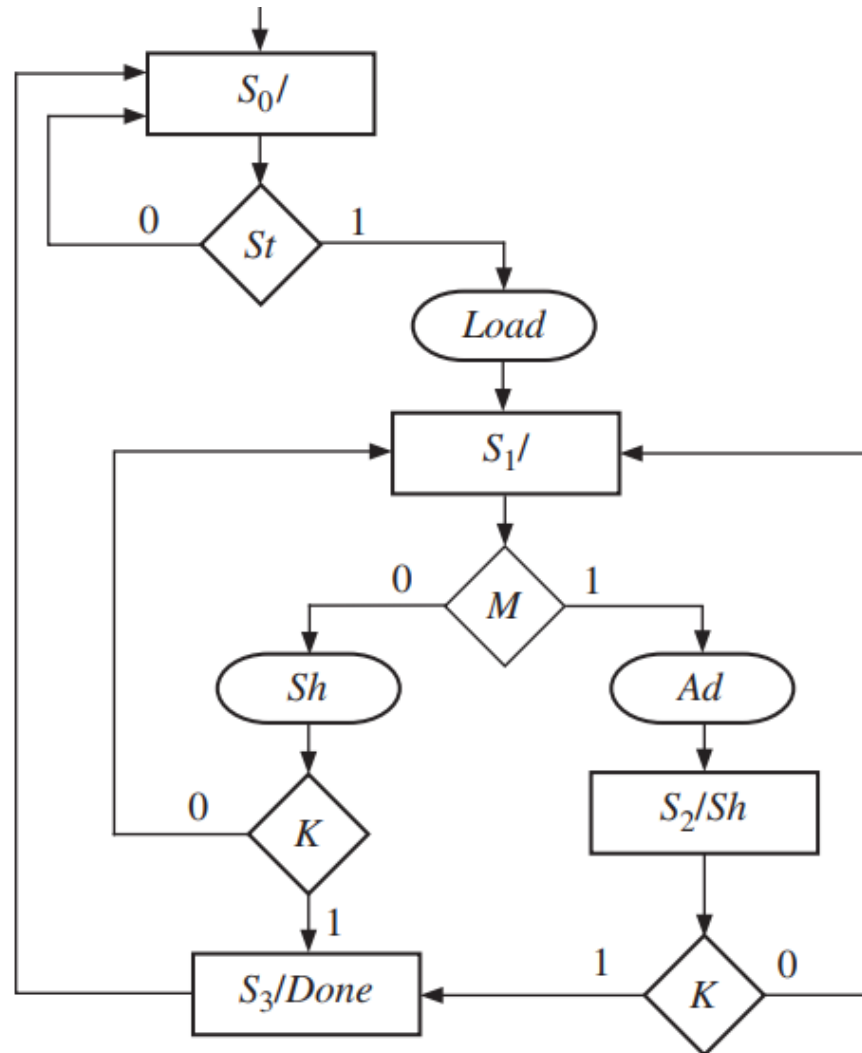 S₀/
0 St 1
Load
S₁/
0 M 1
Sh Ad
0 K S₂/Sh
1
S₃/Done 1 K 0